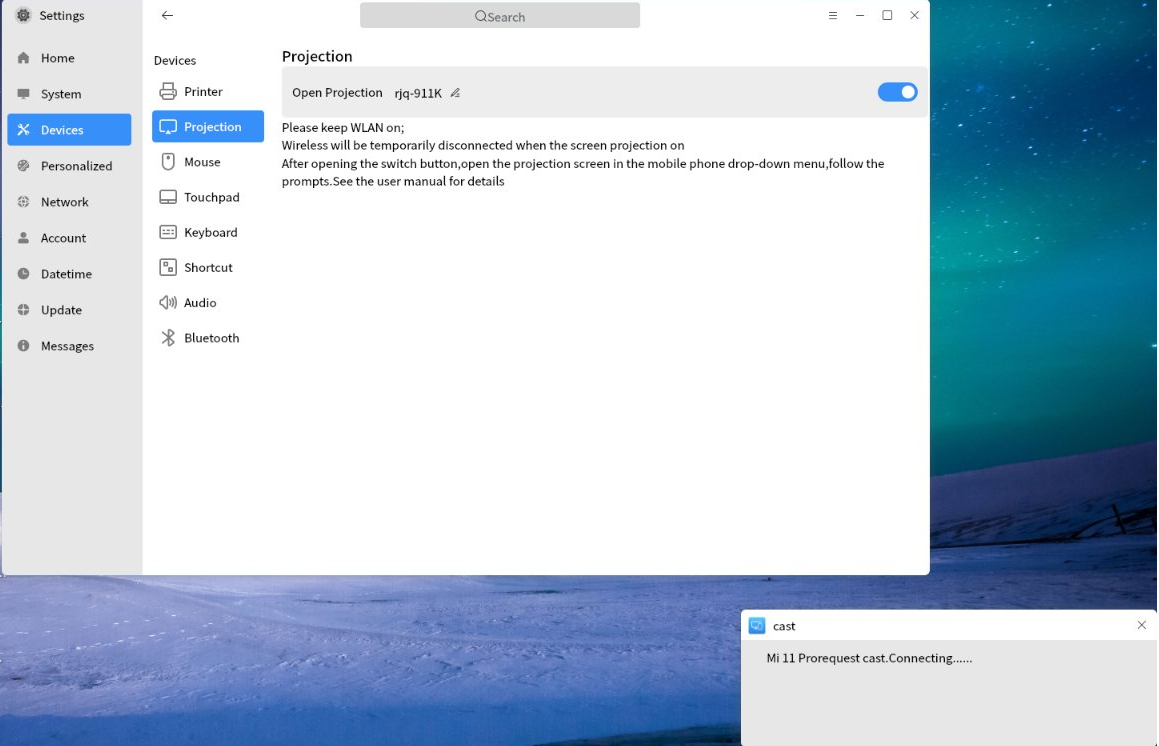 Settings
Search
Home
System
Devices
Personalized
Network
Account
Datetime
Update
Messages
Devices
Printer
Projection
Mouse
Touchpad
Keyboard
Shortcut
Audio
Bluetooth
Projection
Open Projection rjq-911K
Please keep WLAN on;
Wireless will be temporarily disconnected when the screen projection on
After opening the switch button,open the projection screen in the mobile phone drop-down menu,follow the
prompts.See the user manual for details
cast
Mi 11 Prorequest cast.Connecting......